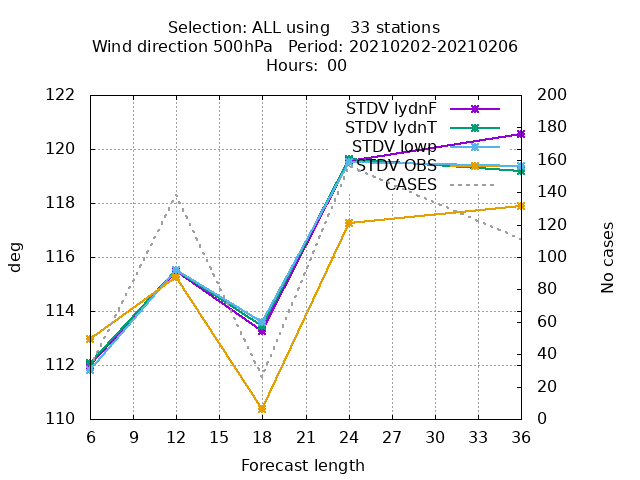 Selection: ALL using    33 stations
Wind direction 500hPa   Period: 20210202-20210206
Hours: 00
STDV lydnF
STDV lydnT
STDV lowp
STDV OBS
CASES
deg
122
120
118
116
114
112
110
No cases
200
180
160
140
120
100
80
60
40
20
0
6 9 12 15 18 21 24 27 30 33 36
Forecast length